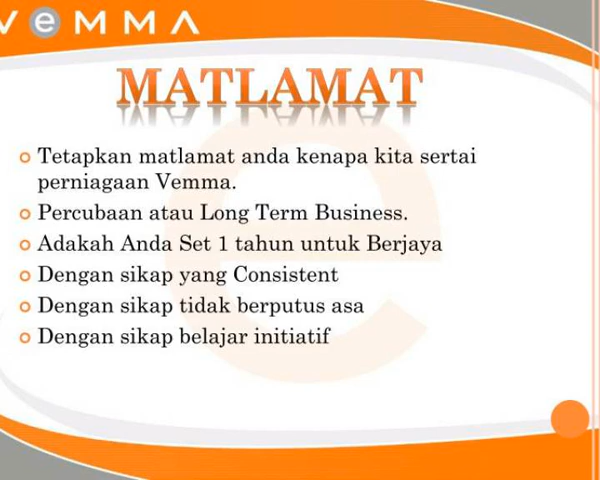 VEMMA
MATLAMAT
Tetapkan matlamat anda kenapa kita sertai
perniagaan Vemma.
Percubaan atau Long Term Business.
Adakah Anda Set 1 tahun untuk Berjaya
Dengan sikap yang Consistent
Dengan sikap tidak berputus asa
Dengan sikap belajar initiatif